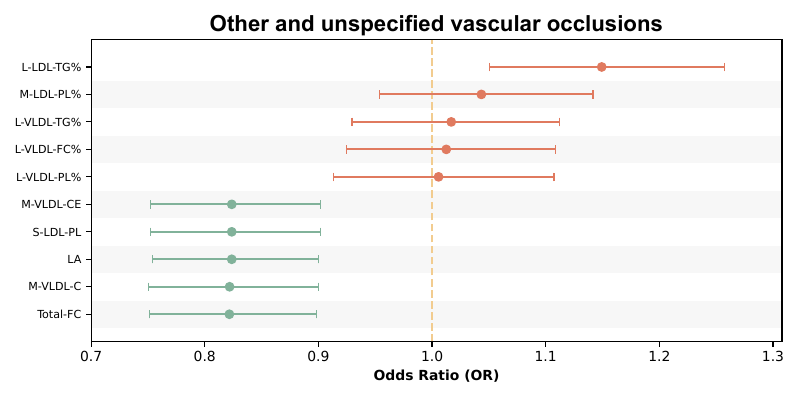 Other and unspecified vascular occlusions
L-LDL-TG%
M-LDL-PL%
L-VLDL-TG%
L-VLDL-FC%
L-VLDL-PL%
M-VLDL-CE
S-LDL-PL
LA
M-VLDL-C
Total-FC
0.7 0.8 0.9 1.0 1.1 1.2 1.3
Odds Ratio (OR)